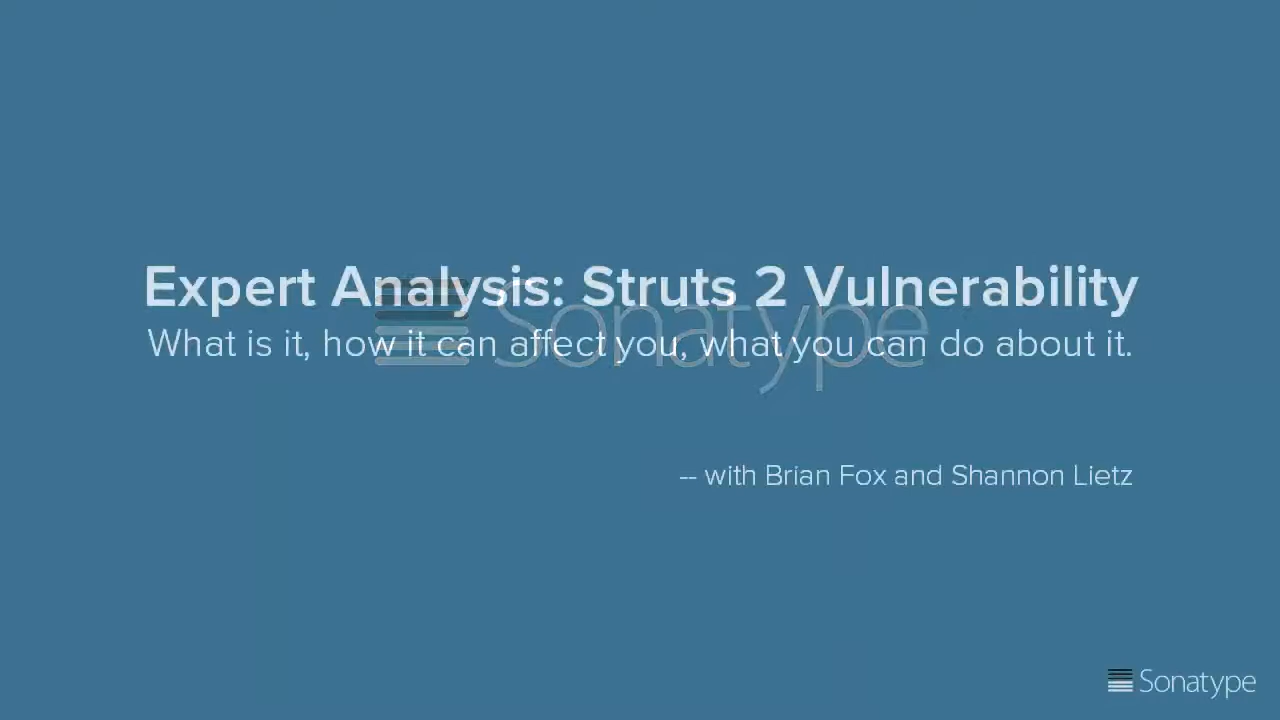 Expert Analysis: Struts 2 Vulnerability
Sonatype
What is it, how it can affect you, what you can do about it.
-- with Brian Fox and Shannon Lietz
Sonatype